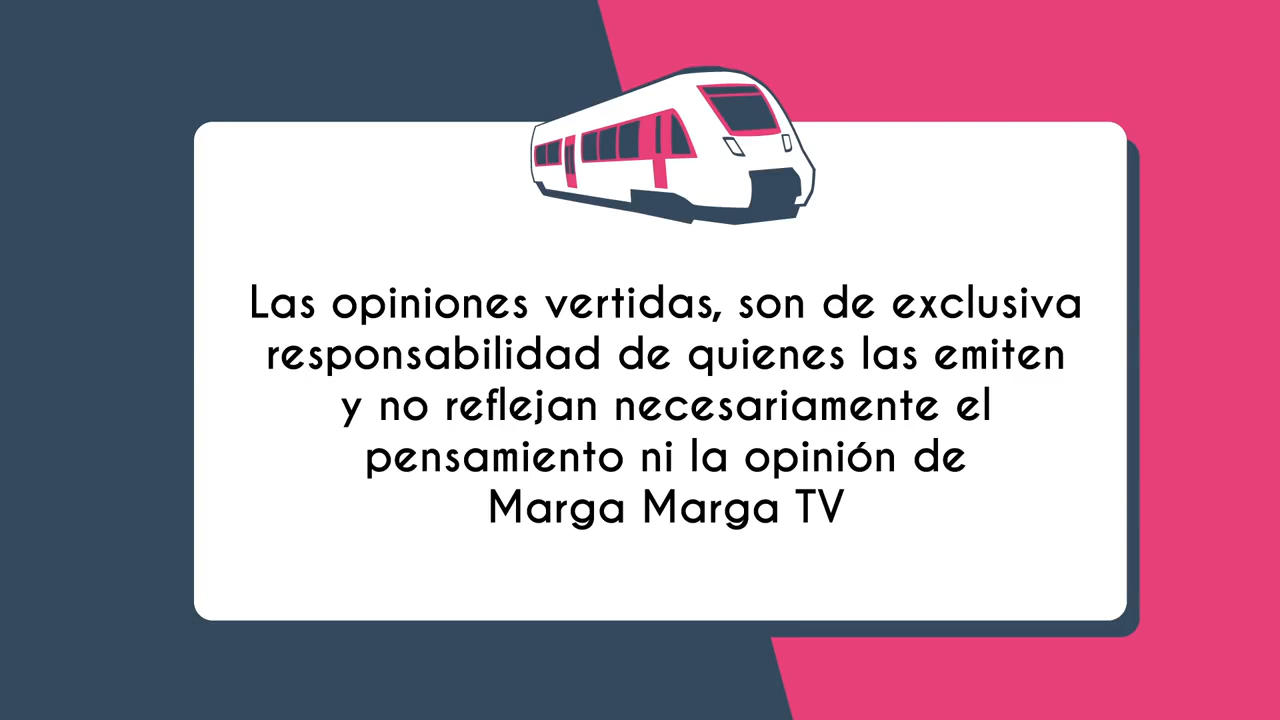 Las opiniones vertidas, son de exclusiva
responsabilidad de quienes las emiten
y no reflejan necesariamente el
pensamiento ni la opinión de
Marga Marga TV